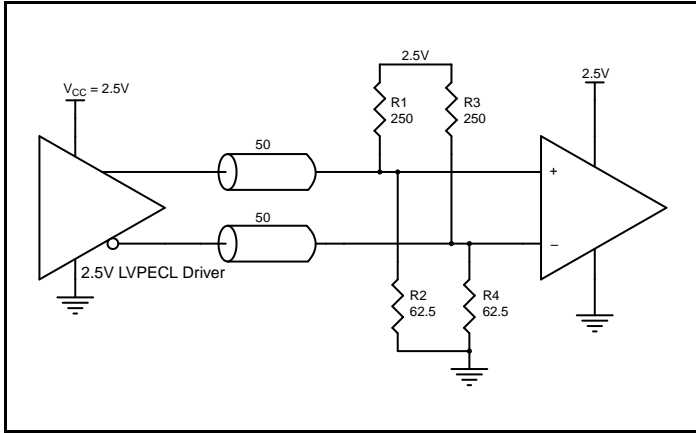 2.5V
2.5V
VCC = 2.5V
R1
250
R3
250
50
+
50
−
2.5V LVPECL Driver
R2
62.5
R4
62.5